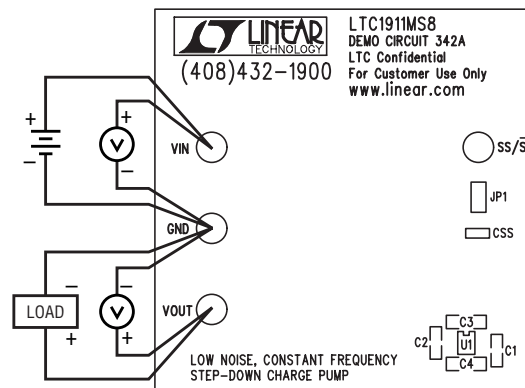 LT LINEAR
TECHNOLOGY
(408)432-1900
LTC1911MS8
DEMO CIRCUIT 342A
LTC Confidential
For Customer Use Only
www.linear.com
+
+
V
VIN
SS/S
–
–
JP1
GND
CSS
–
–
LOAD
V
VOUT
+
+
C3
C2
U1
C1
C4
LOW NOISE, CONSTANT FREQUENCY
STEP-DOWN CHARGE PUMP